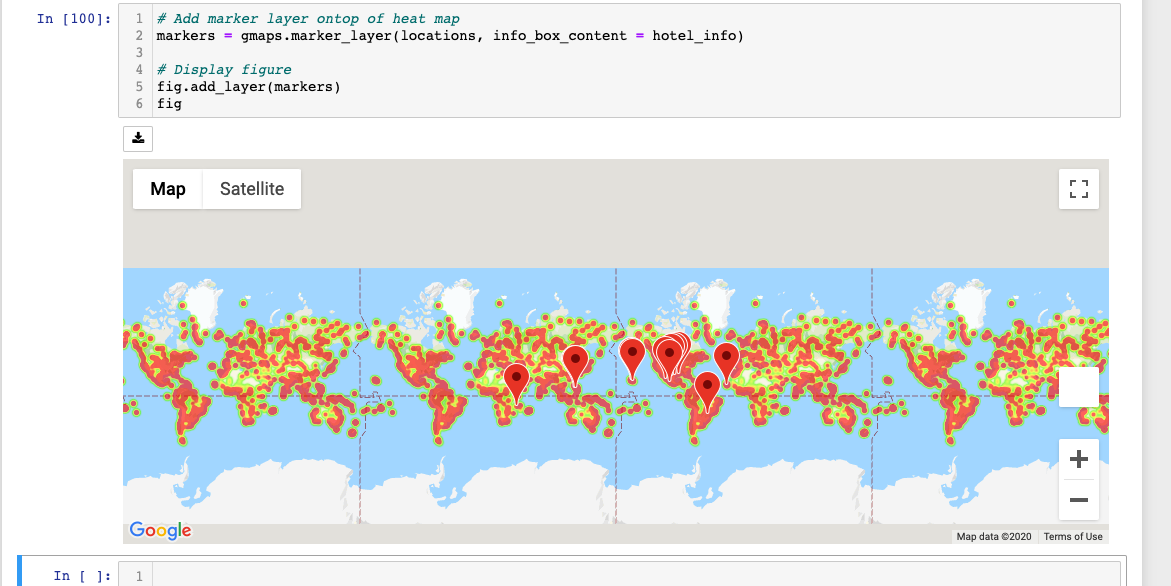 In [100]:
1 # Add marker layer ontop of heat map
2 markers = gmaps.marker_layer(locations, info_box_content = hotel_info)
3
4 # Display figure
5 fig.add_layer(markers)
6 fig
Map Satellite
Google
Map data ©2020 Terms of Use
In [ ]: 1